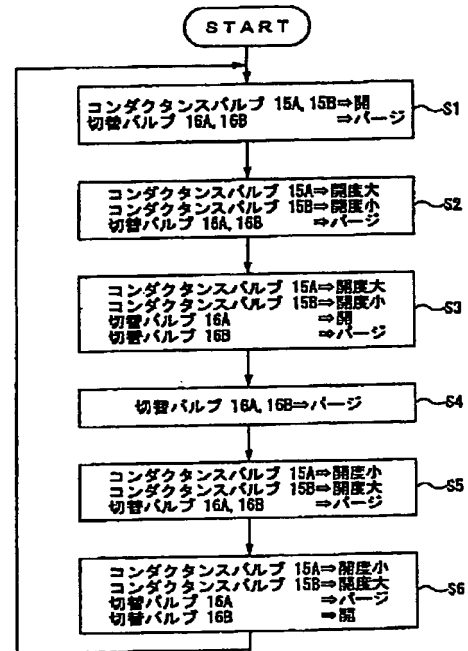 START
コンダクタンスバルブ 15A, 15B⇒開
切替バルブ 16A, 16B ⇒パージ
S1
コンダクタンスバルブ 15A⇒開度大
コンダクタンスバルブ 15B⇒開度小
切替バルブ 16A, 16B ⇒パージ
S2
コンダクタンスバルブ 15A⇒開度大
コンダクタンスバルブ 15B⇒開度小
切替バルブ 16A ⇒開
切替バルブ 16B ⇒パージ
S3
切替バルブ 16A, 16B⇒パージ
S4
コンダクタンスバルブ 15A⇒開度小
コンダクタンスバルブ 15B⇒開度大
切替バルブ 16A, 16B ⇒パージ
S5
コンダクタンスバルブ 15A⇒開度小
コンダクタンスバルブ 15B⇒開度大
切替バルブ 16A ⇒パージ
切替バルブ 16B ⇒開
S6